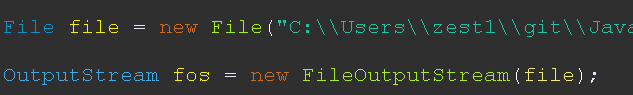 File file = new File("C:\\Users\\zest1\\git\\Java
OutputStream fos = new FileOutputStream(file);